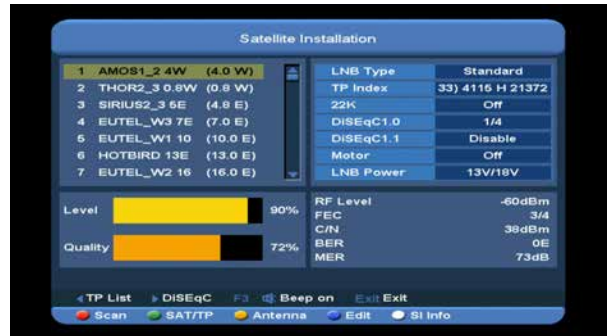 Satellite Installation
1 AMOS1_2 4W (4.0 W)
2 THOR2_3 0.8W (0.8 W)
3 SIRIUS2_3 5E (4.8 E)
4 EUTEL_W3 7E (7.0 E)
5 EUTEL_W1 10 (10.0 E)
6 HOTBIRD 13E (13.0 E)
7 EUTEL_W2 16 (16.0 E)
LNB Type Standard
TP Index 33) 4115 H 21372
22K Off
DiSEqC1.0 1/4
DiSEqC1.1 Disable
Motor Off
LNB Power 13V/18V
Level 90%
Quality 72%
RF Level -60dBm
FEC 3/4
C/N 38dBm
BER 0E
MER 73dB
TP List DiSEqC F3 Beep on Exit Exit
Scan SAT/TP Antenna Edit SI Info